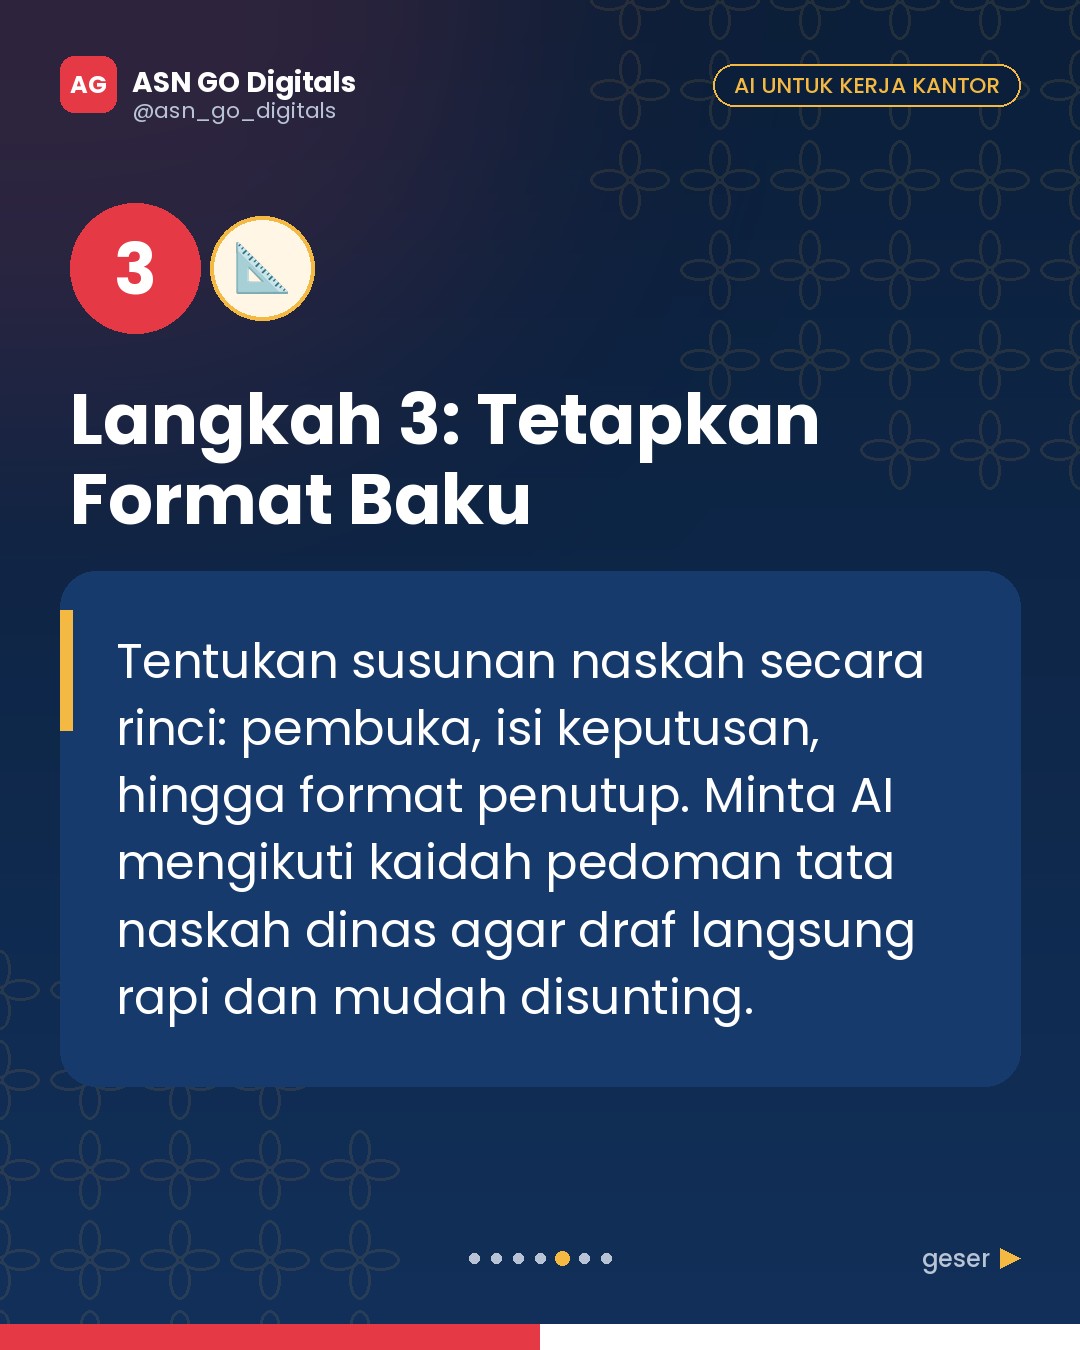 AG
ASN GO Digitals
@asn_go_digitals
AI UNTUK KERJA KANTOR
3
Langkah 3: Tetapkan
Format Baku
Tentukan susunan naskah secara
rinci: pembuka, isi keputusan,
hingga format penutup. Minta AI
mengikuti kaidah pedoman tata
naskah dinas agar draf langsung
rapi dan mudah disunting.
geser